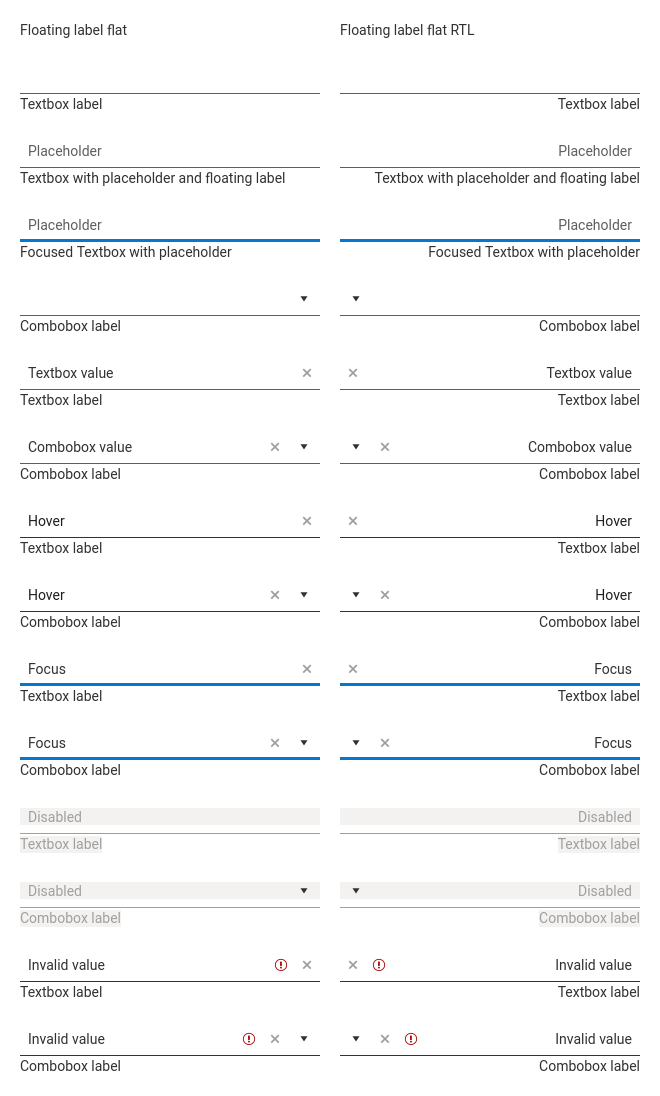 Floating label flat
Textbox label
Placeholder
Textbox with placeholder and floating label
Placeholder
Focused Textbox with placeholder
Combobox label
Textbox value
Textbox label
Combobox value
Combobox label
Hover
Textbox label
Hover
Combobox label
Focus
Textbox label
Focus
Combobox label
Disabled
Textbox label
Disabled
Combobox label
Invalid value
Textbox label
Invalid value
Combobox label
Floating label flat RTL
Textbox label
Placeholder
Textbox with placeholder and floating label
Placeholder
Focused Textbox with placeholder
Combobox label
Textbox value
Textbox label
Combobox value
Combobox label
Hover
Textbox label
Hover
Combobox label
Focus
Textbox label
Focus
Combobox label
Disabled
Textbox label
Disabled
Combobox label
Invalid value
Textbox label
Invalid value
Combobox label